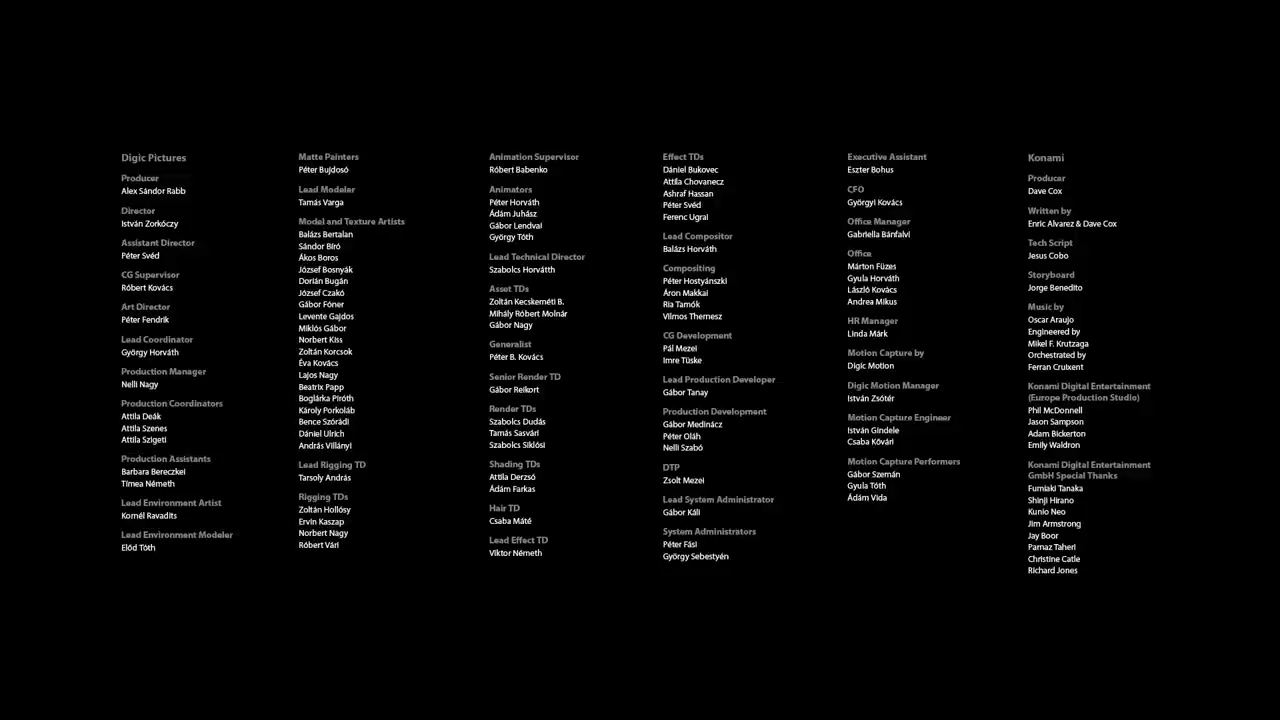 Digic Pictures
Producer
Alex Sándor Rabb
Director
István Zorkóczy
Assistant Director
Péter Svéd
CG Supervisor
Róbert Kovács
Art Director
Péter Fendrik
Lead Coordinator
György Horváth
Production Manager
Nelli Nagy
Production Coordinators
Attila Deák
Attila Szenes
Attila Szigeti
Production Assistants
Barbara Bereczkei
Tímea Németh
Lead Environment Artist
Kornél Ravadits
Lead Environment Modeler
Előd Tóth
Matte Painters
Péter Bujdosó
Lead Modeler
Tamás Varga
Model and Texture Artists
Balázs Bertalan
Sándor Bíró
Ákos Boros
József Bosnyák
Dorián Bugán
József Czakó
Gábor Fóner
Levente Gajdos
Miklós Gábor
Norbert Kiss
Zoltán Korcsok
Éva Kovács
Lajos Nagy
Beatrix Papp
Boglárka Piróth
Károly Porkoláb
Bence Szórádi
Dániel Ulrich
András Villányi
Lead Rigging TD
Tarsoly András
Rigging TDs
Zoltán Hollósy
Ervin Kaszap
Norbert Nagy
Róbert Vári
Animation Supervisor
Róbert Babenko
Animators
Péter Horváth
Ádám Juhász
Gábor Lendvai
György Tóth
Lead Technical Director
Szabolcs Horvátth
Asset TDs
Zoltán Kecskeméti B.
Mihály Róbert Molnár
Gábor Nagy
Generalist
Péter B. Kovács
Senior Render TD
Gábor Reikort
Render TDs
Szabolcs Dudás
Tamás Sasvári
Szabolcs Siklósi
Shading TDs
Attila Derzsó
Ádám Farkas
Hair TD
Csaba Máté
Lead Effect TD
Viktor Németh
Effect TDs
Dániel Bukovec
Attila Chovanecz
Ashraf Hassan
Péter Svéd
Ferenc Ugrai
Lead Compositor
Balázs Horváth
Compositing
Péter Hostyánszki
Áron Makkai
Ria Tamók
Vilmos Themesz
CG Development
Pál Mezei
Imre Tüske
Lead Production Developer
Gábor Tanay
Production Development
Gábor Medinácz
Péter Oláh
Nelli Szabó
DTP
Zsolt Mezei
Lead System Administrator
Gábor Káli
System Administrators
Péter Fási
György Sebestyén
Executive Assistant
Eszter Bohus
CFO
Györgyi Kovács
Office Manager
Gabriella Bánfalvi
Office
Márton Füzes
Gyula Horváth
László Kovács
Andrea Mikus
HR Manager
Linda Márk
Motion Capture by
Digic Motion
Digic Motion Manager
István Zsótér
Motion Capture Engineer
István Gindele
Csaba Kővári
Motion Capture Performers
Gábor Szemán
Gyula Tóth
Ádám Vida
Konami
Producer
Dave Cox
Written by
Enric Alvarez & Dave Cox
Tech Script
Jesus Cobo
Storyboard
Jorge Benedito
Music by
Oscar Araujo
Engineered by
Mikel F. Krutzaga
Orchestrated by
Ferran Cruixent
Konami Digital Entertainment
(Europe Production Studio)
Phil McDonnell
Jason Sampson
Adam Bickerton
Emily Waldron
Konami Digital Entertainment
GmbH Special Thanks
Fumiaki Tanaka
Shinji Hirano
Kunio Neo
Jim Armstrong
Jay Boor
Parnaz Taheri
Christine Catle
Richard Jones